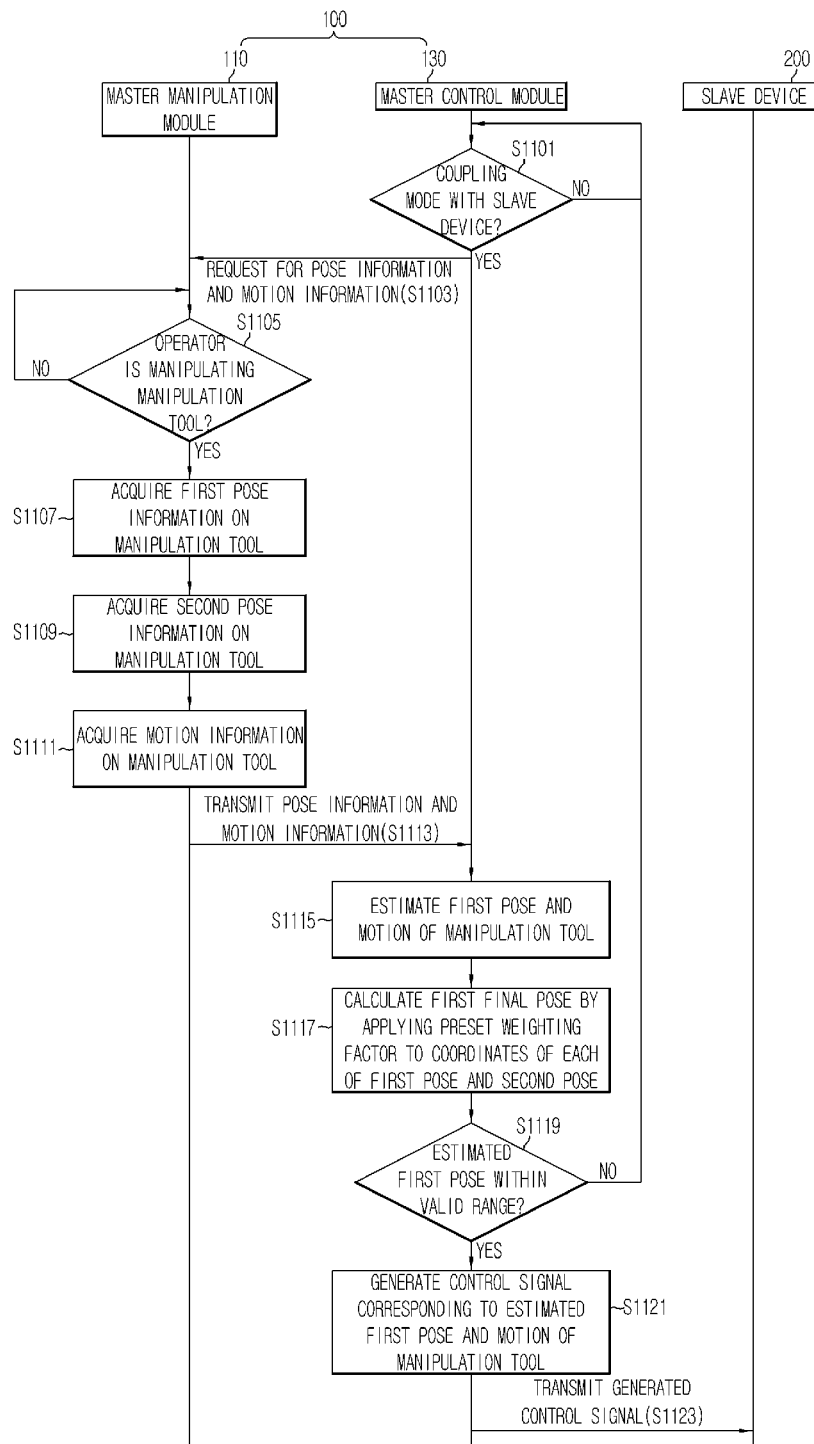 100
110
130
200
MASTER MANIPULATION
MODULE
MASTER CONTROL MODULE
SLAVE DEVICE
S1101
COUPLING
MODE WITH SLAVE
DEVICE?
NO
YES
REQUEST FOR POSE INFORMATION
AND MOTION INFORMATION(S1103)
S1105
OPERATOR
IS MANIPULATING
MANIPULATION
TOOL?
NO
YES
S1107
ACQUIRE FIRST POSE
INFORMATION ON
MANIPULATION TOOL
S1109
ACQUIRE SECOND POSE
INFORMATION ON
MANIPULATION TOOL
S1111
ACQUIRE MOTION INFORMATION
ON MANIPULATION TOOL
TRANSMIT POSE INFORMATION AND
MOTION INFORMATION(S1113)
S1115
ESTIMATE FIRST POSE AND
MOTION OF MANIPULATION TOOL
S1117
CALCULATE FIRST FINAL POSE BY
APPLYING PRESET WEIGHTING
FACTOR TO COORDINATES OF EACH
OF FIRST POSE AND SECOND POSE
S1119
ESTIMATED
FIRST POSE WITHIN
VALID RANGE?
NO
YES
GENERATE CONTROL SIGNAL
CORRESPONDING TO ESTIMATED
FIRST POSE AND MOTION OF
MANIPULATION TOOL
S1121
TRANSMIT GENERATED
CONTROL SIGNAL(S1123)